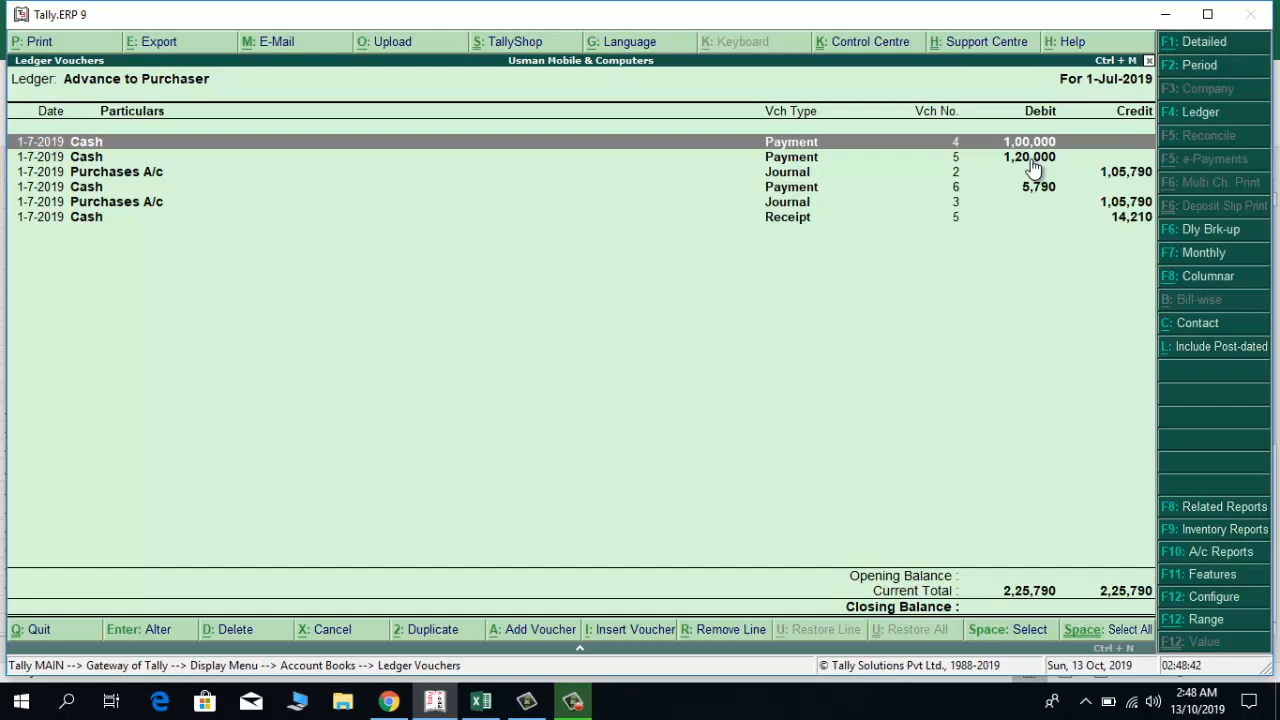 Tally.ERP 9
P: Print E: Export M: E-Mail O: Upload S: TallyShop G: Language K: Keyboard K: Control Centre H: Support Centre H: Help
Ledger Vouchers Usman Mobile & Computers Ctrl + M
Ledger: Advance to Purchaser For 1-Jul-2019
Date Particulars Vch Type Vch No. Debit Credit
1-7-2019 Cash Payment 4 1,00,000
1-7-2019 Cash Payment 5 1,20,000
1-7-2019 Purchases A/c Journal 2 1,05,790
1-7-2019 Cash Payment 6 5,790
1-7-2019 Purchases A/c Journal 3 1,05,790
1-7-2019 Cash Receipt 5 14,210
Opening Balance :
Current Total : 2,25,790 2,25,790
Closing Balance :
Q: Quit Enter: Alter D: Delete X: Cancel 2: Duplicate A: Add Voucher I: Insert Voucher R: Remove Line U: Restore Line U: Restore All Space: Select Space: Select All
Ctrl + N
Tally MAIN --> Gateway of Tally --> Display Menu --> Account Books --> Ledger Vouchers © Tally Solutions Pvt Ltd., 1988-2019 Sun, 13 Oct, 2019 02:48:42
F1: Detailed
F2: Period
F3: Company
F4: Ledger
F5: Reconcile
F5: e-Payments
F6: Multi Ch. Print
F6: Deposit Slip Print
F6: Dly Brk-up
F7: Monthly
F8: Columnar
B: Bill-wise
C: Contact
L: Include Post-dated
F8: Related Reports
F9: Inventory Reports
F10: A/c Reports
F11: Features
F12: Configure
F12: Range
F12: Value
2:48 AM
13/10/2019